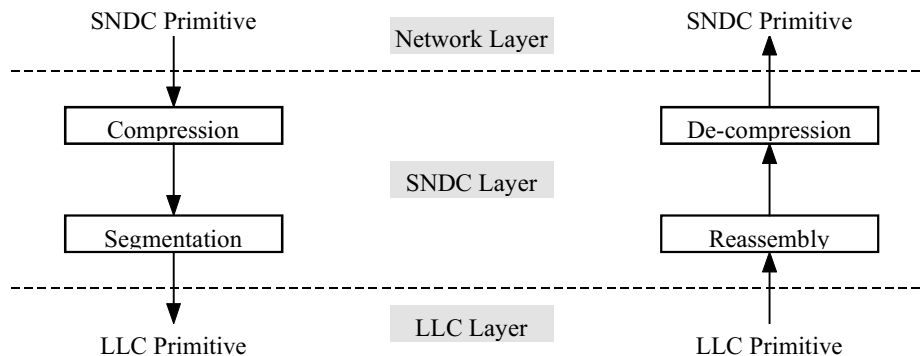 SNDC Primitive
Network Layer
SNDC Primitive
Compression
De-compression
SNDC Layer
Segmentation
Reassembly
LLC Layer
LLC Primitive
LLC Primitive